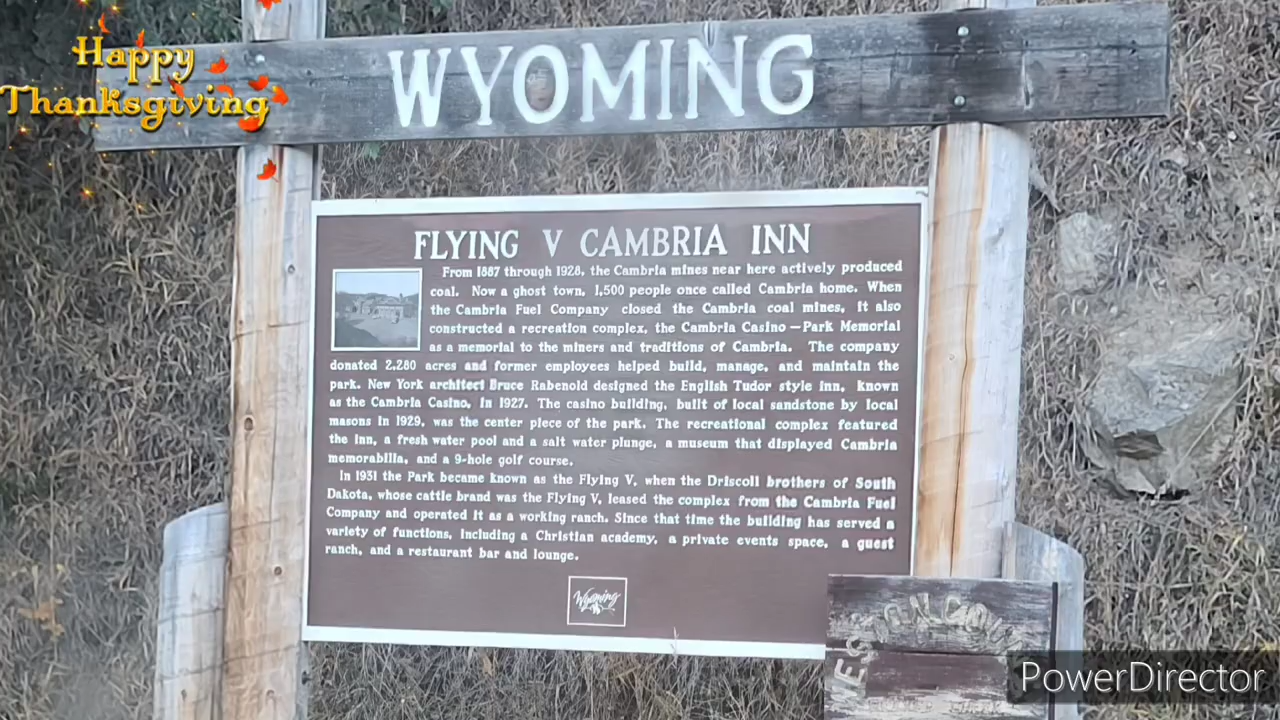 Happy
Thanksgiving
WYOMING
FLYING V CAMBRIA INN
From 1887 through 1928, the Cambria mines near here actively produced
coal. Now a ghost town, 1,500 people once called Cambria home. When
the Cambria Fuel Company closed the Cambria coal mines, it also
constructed a recreation complex, the Cambria Casino—Park Memorial
as a memorial to the miners and traditions of Cambria. The company
donated 2,280 acres and former employees helped build, manage, and maintain the
park. New York architect Bruce Rabenold designed the English Tudor style inn, known
as the Cambria Casino, in 1927. The casino building, built of local sandstone by local
masons in 1929, was the center piece of the park. The recreational complex featured
the inn, a fresh water pool and a salt water plunge, a museum that displayed Cambria
memorabilia, and a 9-hole golf course.
In 1931 the Park became known as the Flying V, when the Driscoll brothers of South
Dakota, whose cattle brand was the Flying V, leased the complex from the Cambria Fuel
Company and operated it as a working ranch. Since that time the building has served a
variety of functions, including a Christian academy, a private events space, a guest
ranch, and a restaurant bar and lounge.
Wyoming
PowerDirector